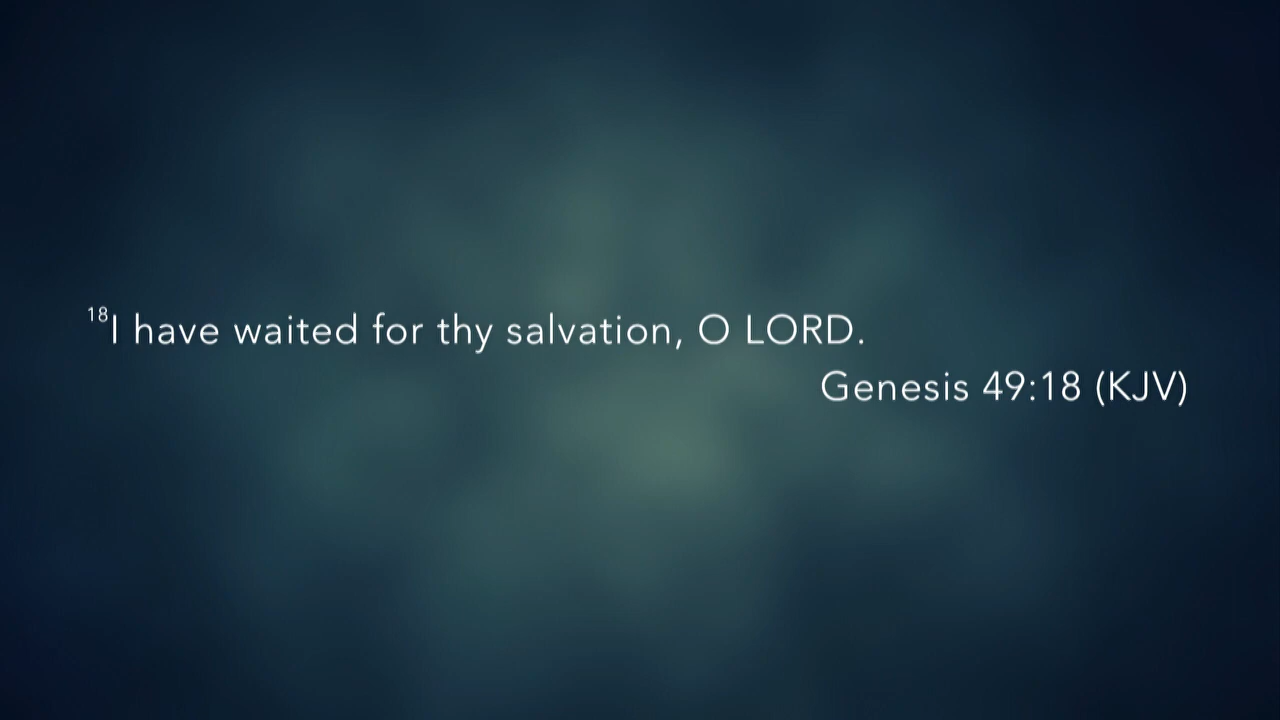 18I have waited for thy salvation, O LORD.
Genesis 49:18 (KJV)